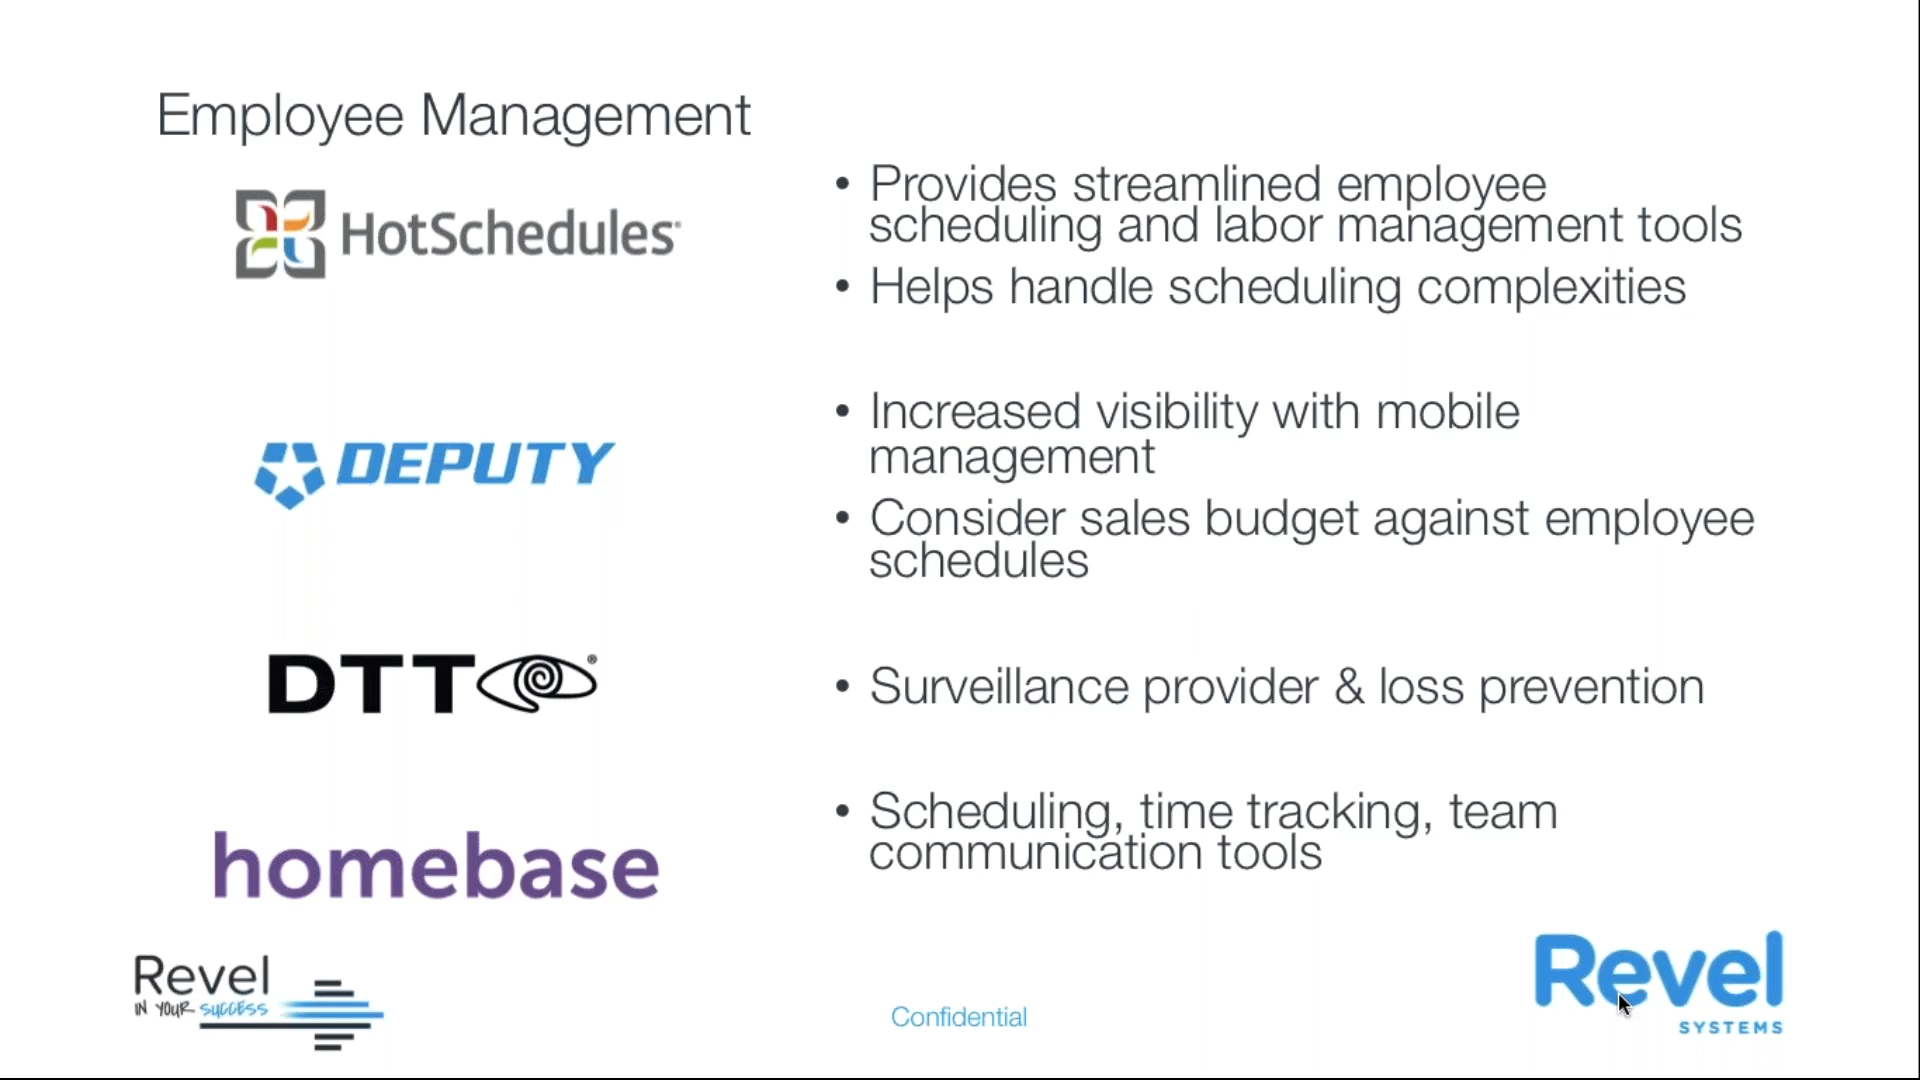 Employee Management
HotSchedules
• Provides streamlined employee
scheduling and labor management tools
• Helps handle scheduling complexities
DEPUTY
• Increased visibility with mobile
management
• Consider sales budget against employee
schedules
DTT®
• Surveillance provider & loss prevention
homebase
• Scheduling, time tracking, team
communication tools
Revel
IN YOUR SUCCESS
Confidential
Revel
SYSTEMS